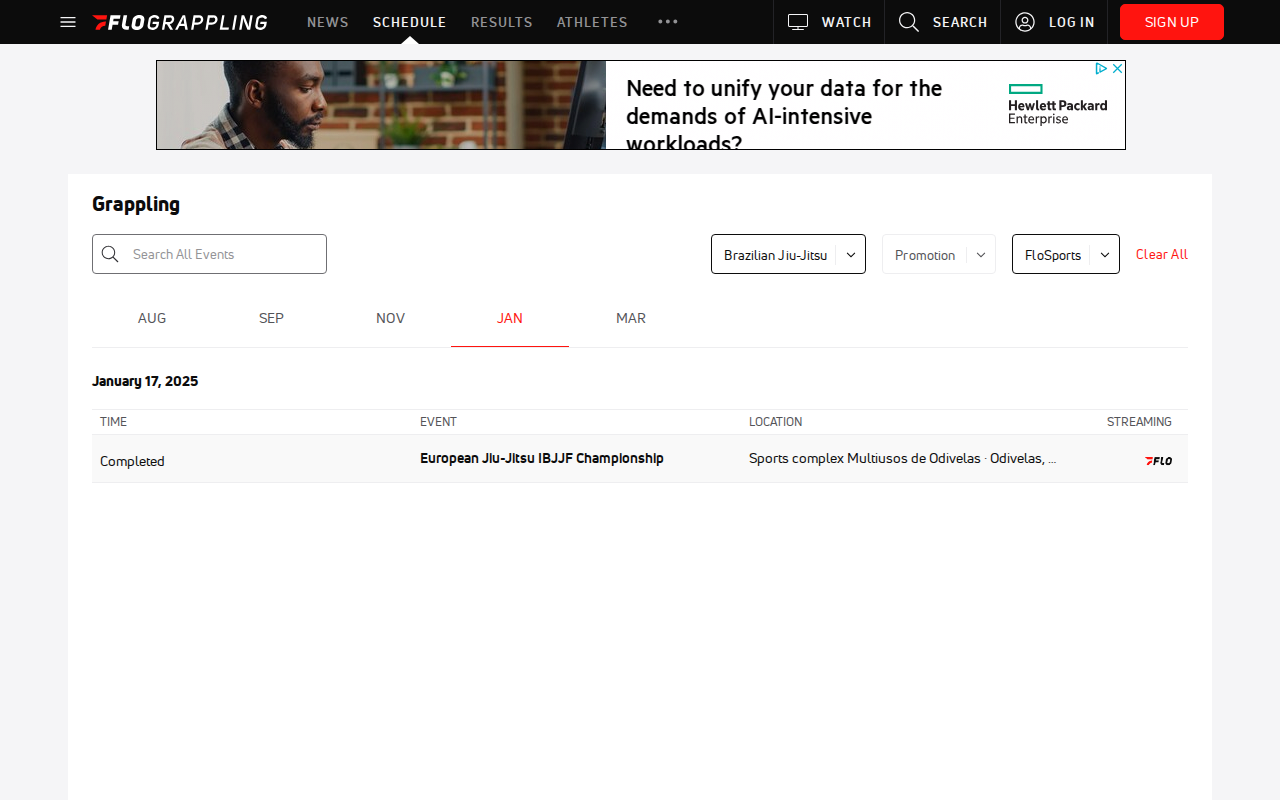 FLOGRAPPLING NEWS SCHEDULE RESULTS ATHLETES WATCH SEARCH LOG IN SIGN UP
Need to unify your data for the
demands of AI-intensive
workloads?
Hewlett Packard
Enterprise
Grappling
Search All Events Brazilian Jiu-Jitsu Promotion FloSports Clear All
AUG SEP NOV JAN MAR
January 17, 2025
TIME EVENT LOCATION STREAMING
Completed European Jiu-Jitsu IBJJF Championship Sports complex Multiusos de Odivelas · Odivelas, ... FLO